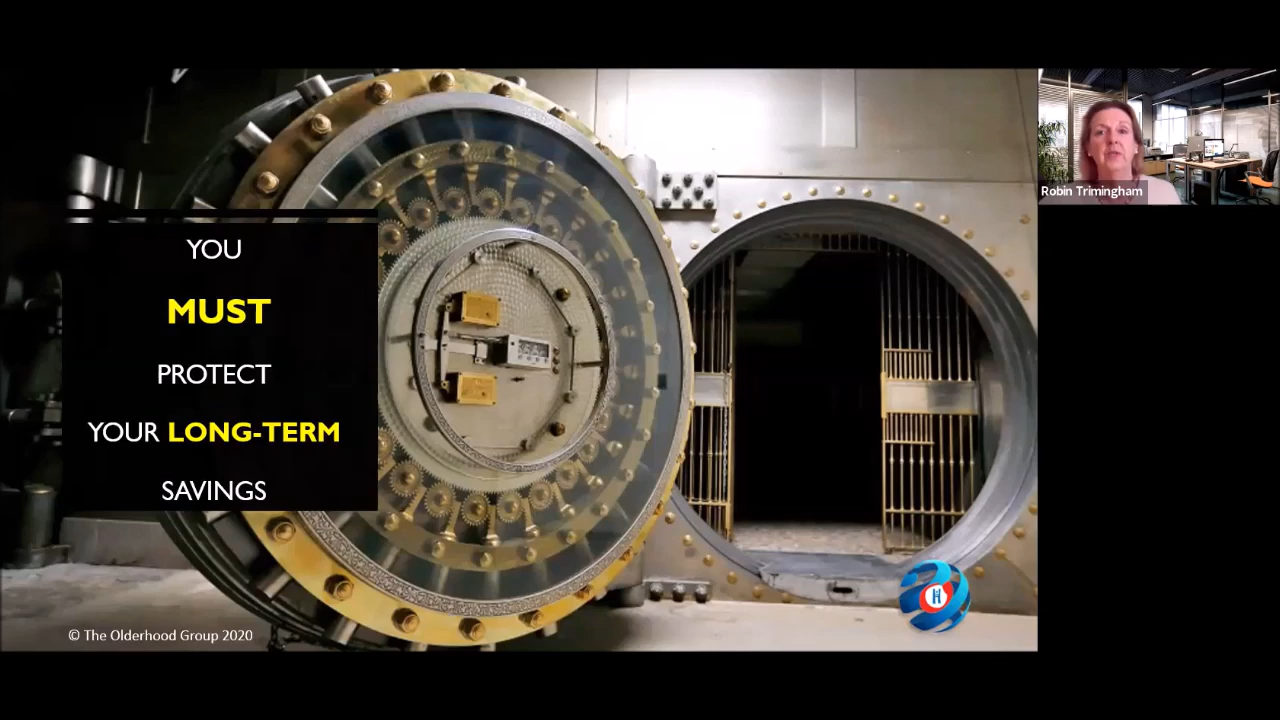 YOU
MUST
PROTECT
YOUR LONG-TERM
SAVINGS
© The Olderhood Group 2020
H
Robin Trimingham